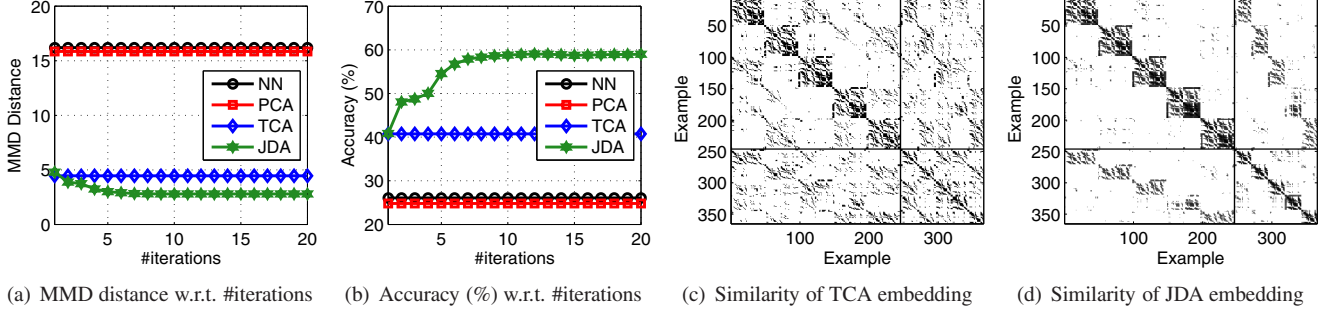 20
15
10
5
0
MMD Distance
5 10 15 20
#iterations
NN
PCA
TCA
JDA
(a) MMD distance w.r.t. #iterations
70
60
50
40
30
20
Accuracy (%)
5 10 15 20
#iterations
NN
PCA
TCA
JDA
(b) Accuracy (%) w.r.t. #iterations
50
100
150
200
250
300
350
Example
100 200 300
Example
(c) Similarity of TCA embedding
50
100
150
200
250
300
350
Example
100 200 300
Example
(d) Similarity of JDA embedding